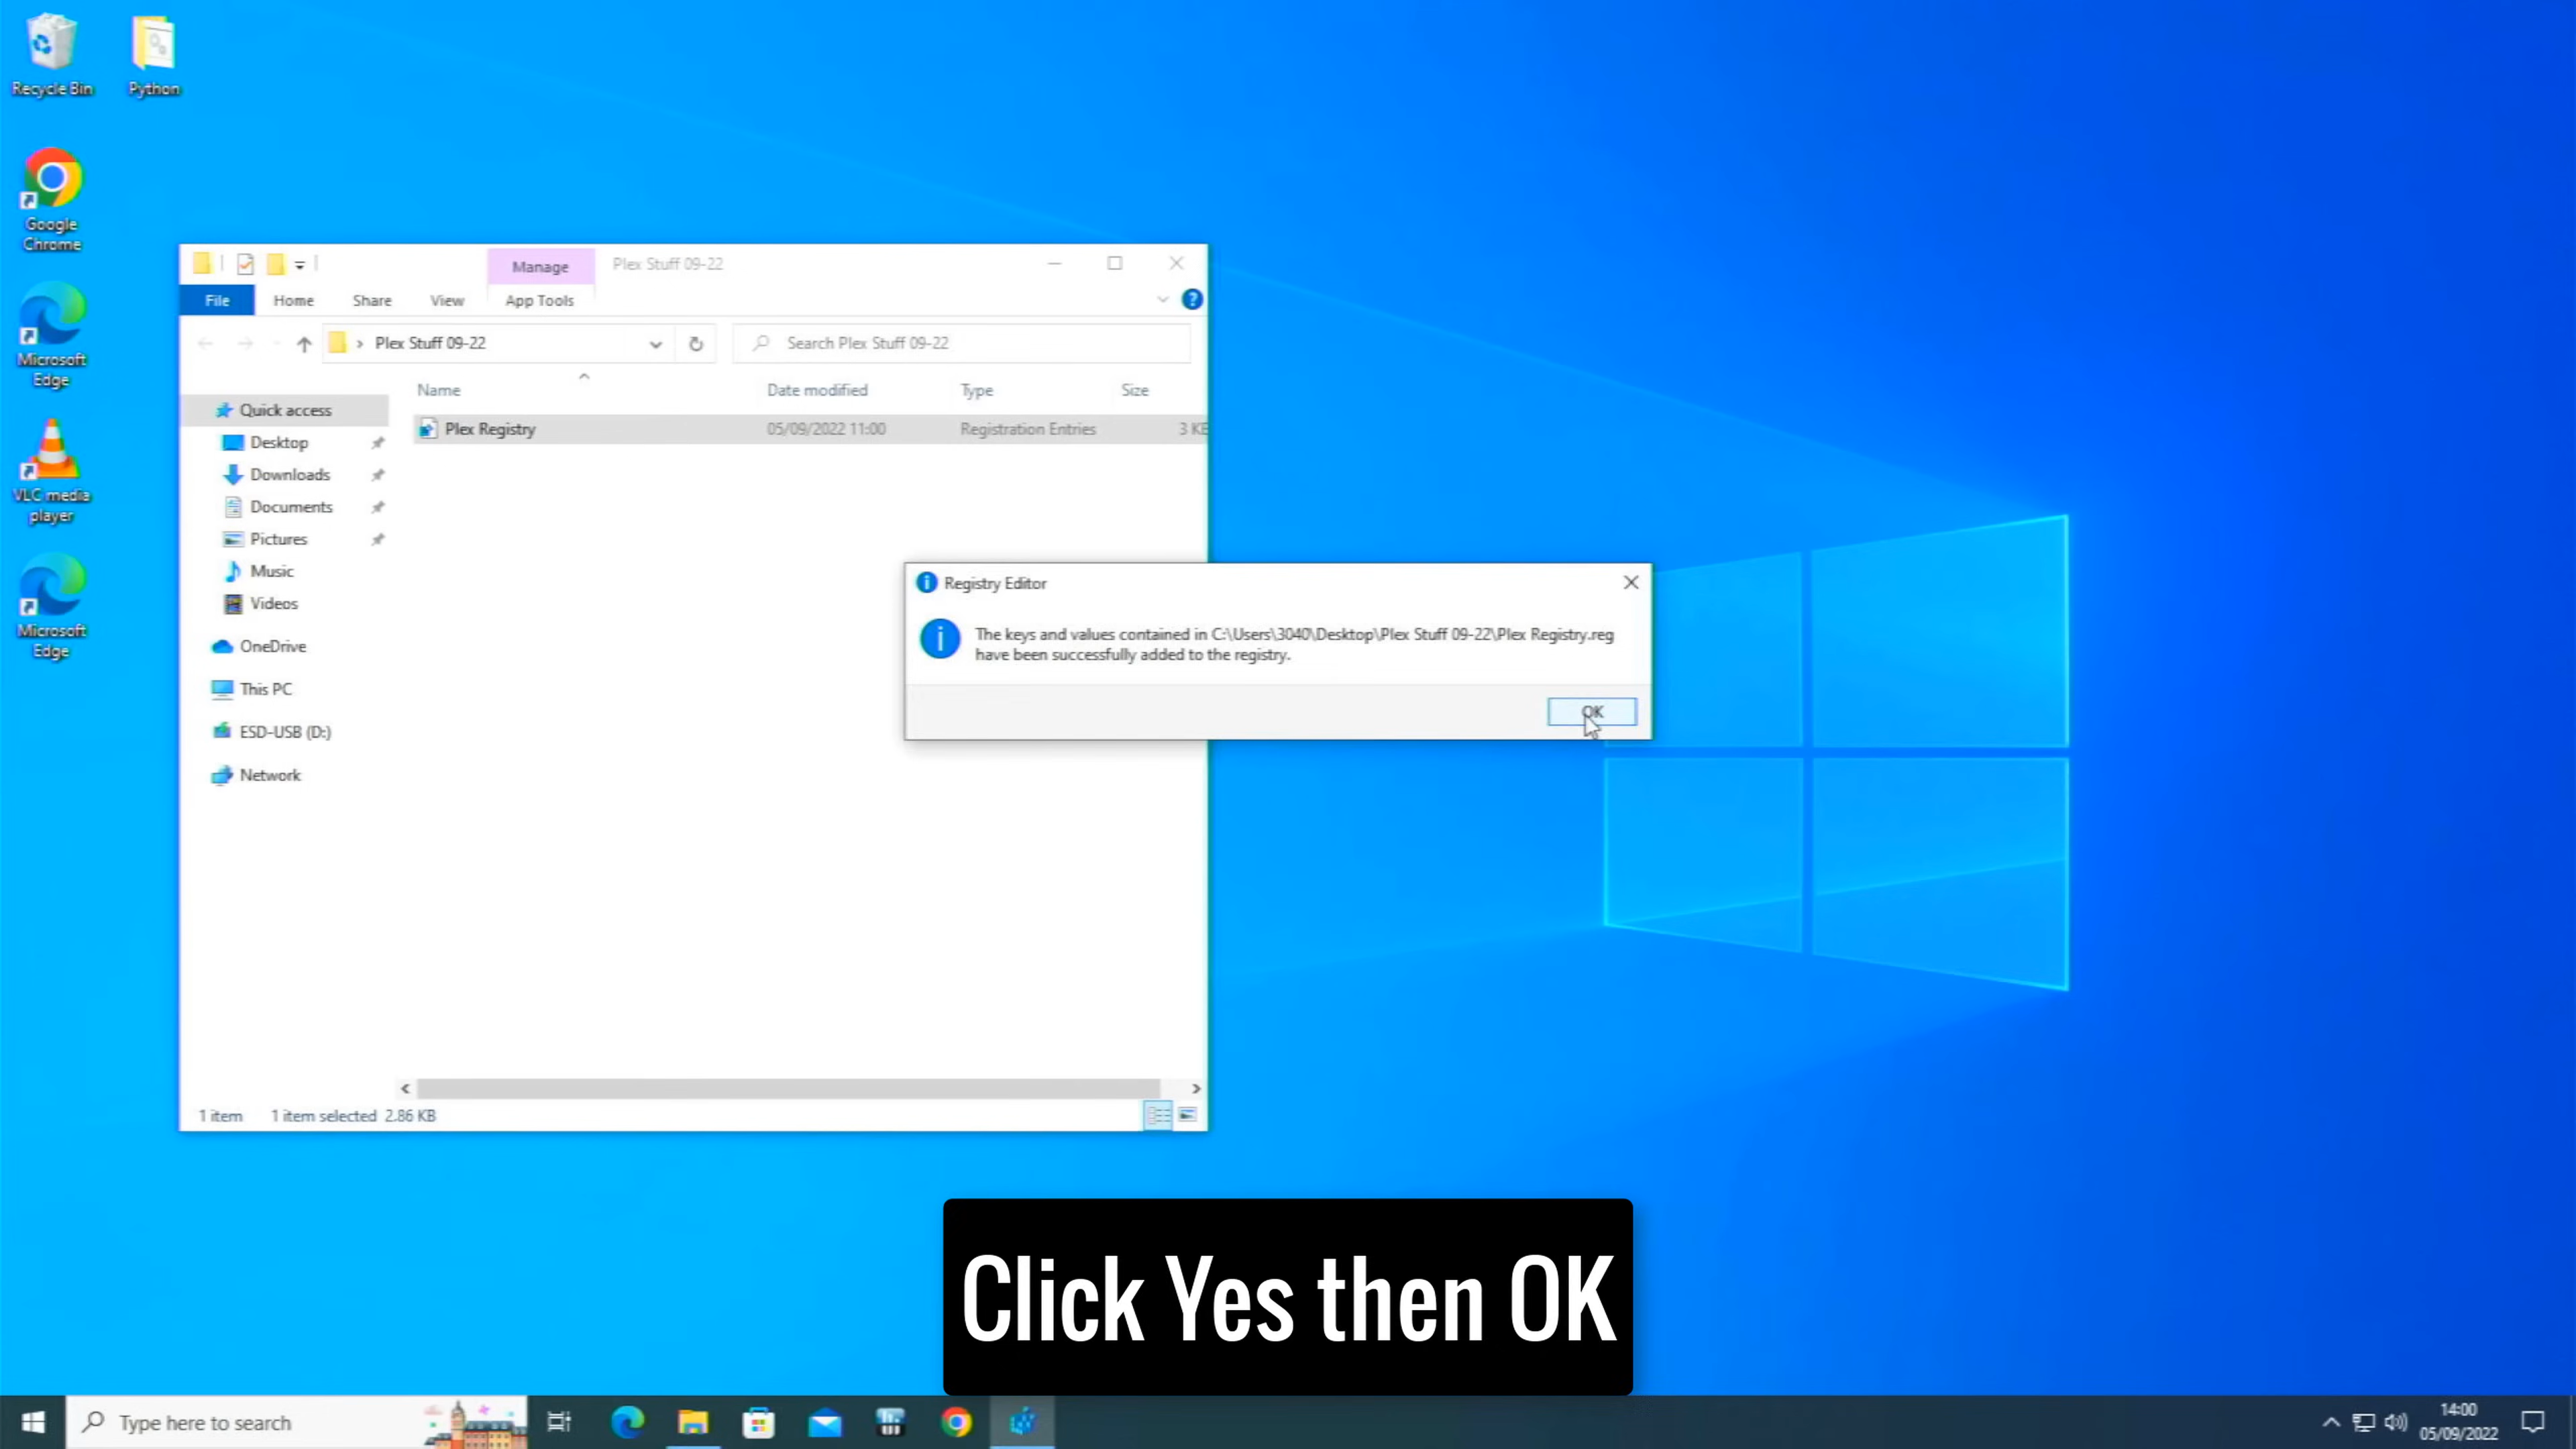 Recycle Bin
Python
Google
Chrome
Microsoft
Edge
VLC media
player
Microsoft
Edge
Manage
Plex Stuff 09-22
File
Home
Share
View
App Tools
Plex Stuff 09-22
Search Plex Stuff 09-22
Name
Date modified
Type
Size
Plex Registry
05/09/2022 11:00
Registration Entries
3 KB
Quick access
Desktop
Downloads
Documents
Pictures
Music
Videos
OneDrive
This PC
ESD-USB (D:)
Network
1 item
1 item selected 2.86 KB
Registry Editor
The keys and values contained in C:\Users\3040\Desktop\Plex Stuff 09-22\Plex Registry.reg
have been successfully added to the registry.
OK
Click Yes then OK
Type here to search
14:00
05/09/2022